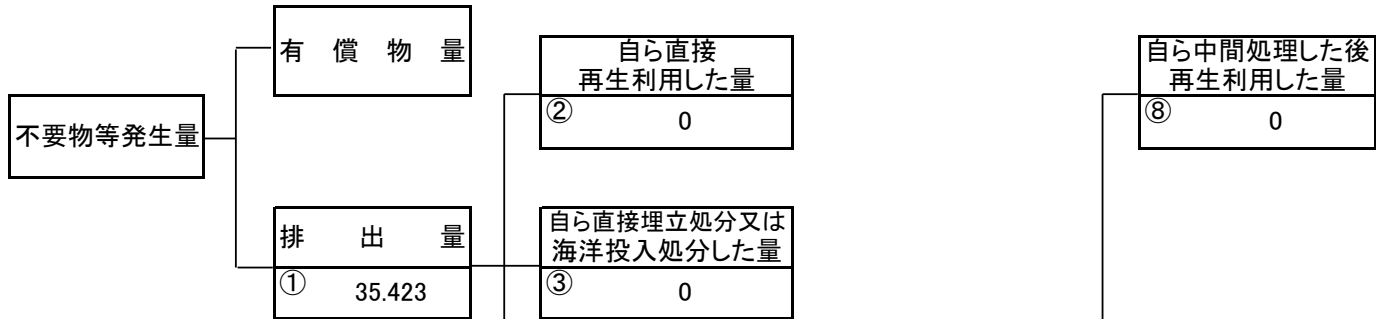 有償物量
自ら直接
再生利用した量
② 0
自ら中間処理した後
再生利用した量
⑧ 0
不要物等発生量
排出量
① 35.423
自ら直接埋立処分又は
海洋投入処分した量
③ 0